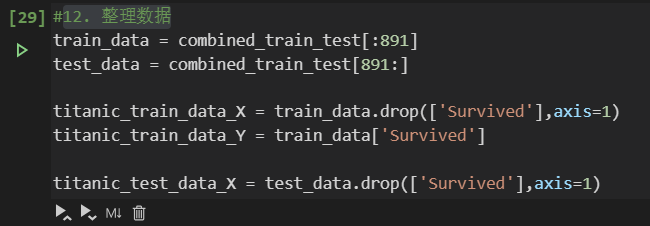 [29] #12. 整理数据
train_data = combined_train_test[:891]
test_data = combined_train_test[891:]
titanic_train_data_X = train_data.drop(['Survived'],axis=1)
titanic_train_data_Y = train_data['Survived']
titanic_test_data_X = test_data.drop(['Survived'],axis=1)
M↓